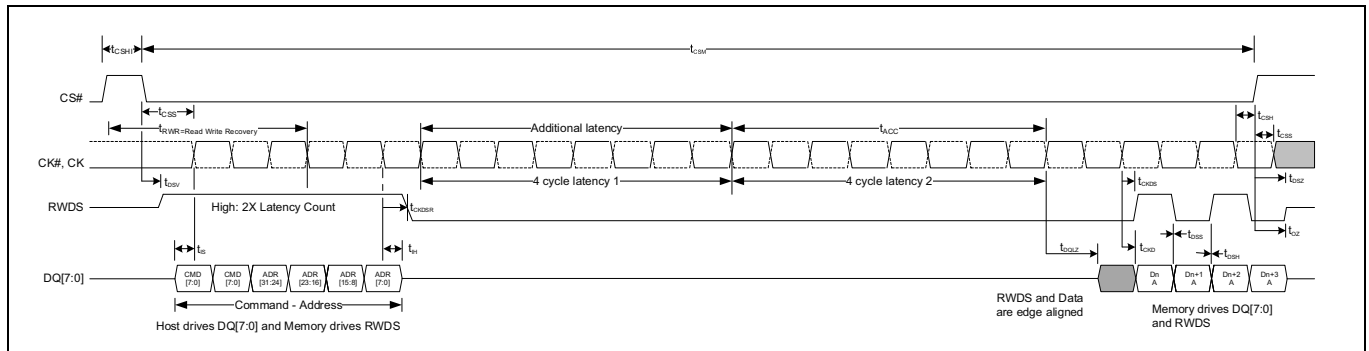 tCSHI
tCSM
CS#
tCSS
tCSH
tRWR=Read Write Recovery
Additional latency
tACC
tCSS
CK#, CK
tDSV
4 cycle latency 1
4 cycle latency 2
tDSZ
RWDS
High: 2X Latency Count
tCKDSR
tCKDS
tIS
tIH
tDQLZ
tCKD
tDSS
tDSH
tOZ
DQ[7:0]
CMD CMD ADR ADR ADR ADR
[7:0] [7:0] [31:24] [23:16] [15:8] [7:0]
Dn Dn+1 Dn+2 Dn+3
A A A A
Command - Address
Host drives DQ[7:0] and Memory drives RWDS
RWDS and Data
are edge aligned
Memory drives DQ[7:0]
and RWDS